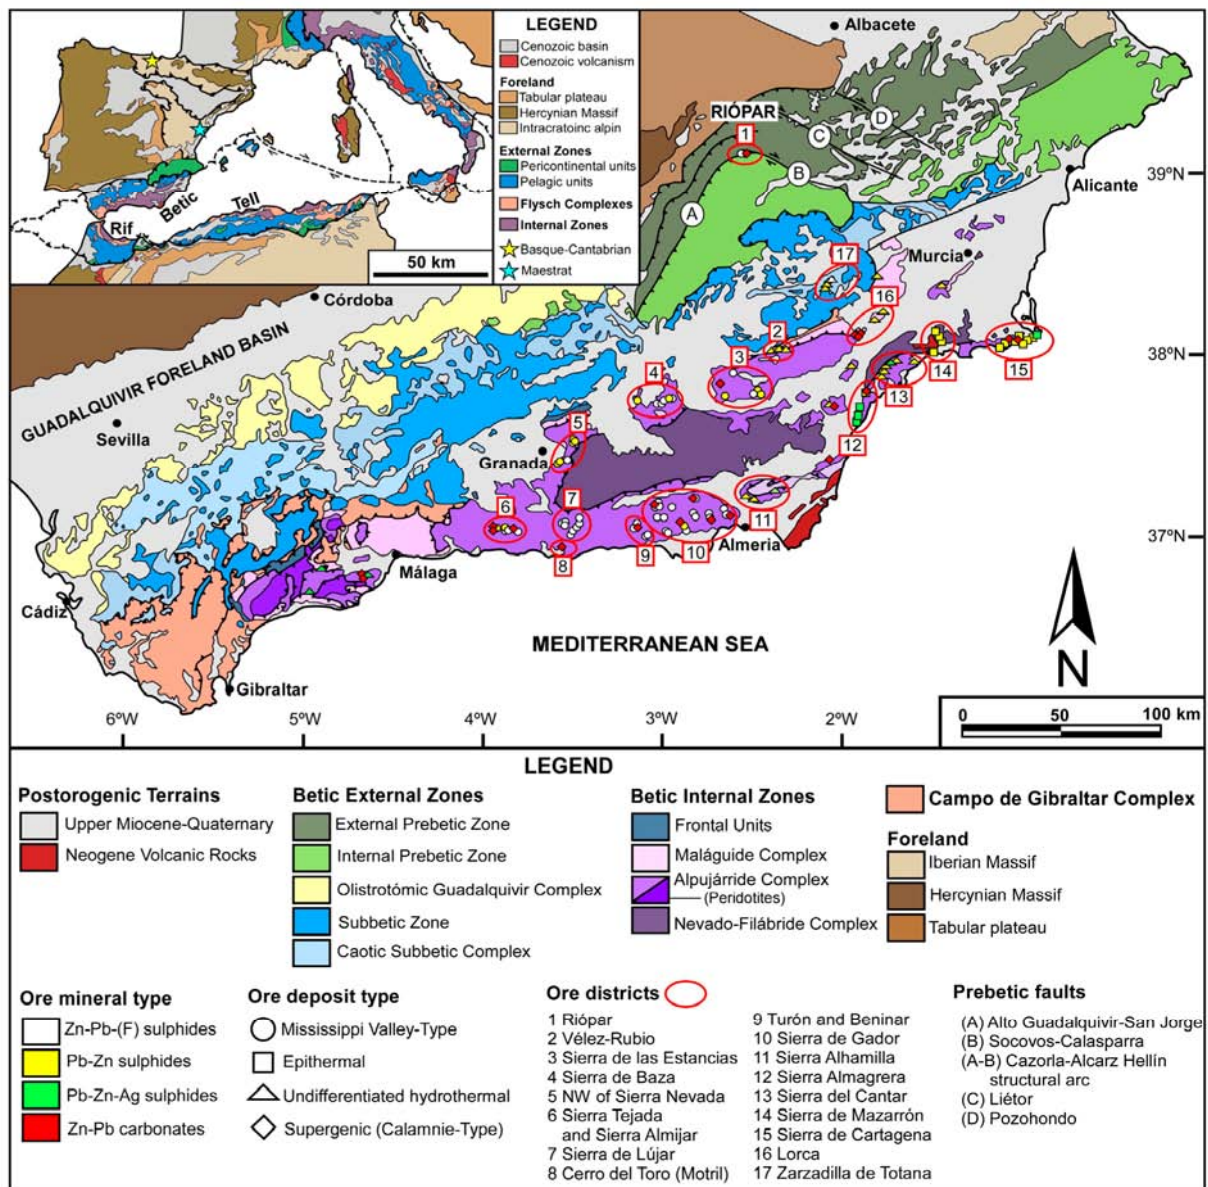 LEGEND
Cenozoic basin
Cenozoic volcanism
Foreland
Tabular plateau
Hercynian Massif
Intracratoinc alpin
External Zones
Pericontinental units
Pelagic units
Flysch Complexes
Internal Zones
Basque-Cantabrian
Maestrat
50 km
Betic
Tell
Rif
Albacete
RIÓPAR
1
D
C
B
A
39ºN
Alicante
Murcia
17
16
2
3
4
5
38ºN
14
15
13
12
Córdoba
GUADALQUIVIR FORELAND BASIN
Sevilla
Granada
6
7
8
9
10
11
Almeria
37ºN
Málaga
Cádiz
Gibraltar
MEDITERRANEAN SEA
N
6ºW
5ºW
4ºW
3ºW
2ºW
0 50 100 km
LEGEND
Postorogenic Terrains
Upper Miocene-Quaternary
Neogene Volcanic Rocks
Betic External Zones
External Prebetic Zone
Internal Prebetic Zone
Olistrotómic Guadalquivir Complex
Subbetic Zone
Caotic Subbetic Complex
Betic Internal Zones
Frontal Units
Maláguide Complex
Alpujárride Complex
(Peridotites)
Nevado-Filábride Complex
Campo de Gibraltar Complex
Foreland
Iberian Massif
Hercynian Massif
Tabular plateau
Ore mineral type
Zn-Pb-(F) sulphides
Pb-Zn sulphides
Pb-Zn-Ag sulphides
Zn-Pb carbonates
Ore deposit type
Mississippi Valley-Type
Epithermal
Undifferentiated hydrothermal
Supergenic (Calamnie-Type)
Ore districts
1 Riópar
2 Vélez-Rubio
3 Sierra de las Estancias
4 Sierra de Baza
5 NW of Sierra Nevada
6 Sierra Tejada
and Sierra Almijar
7 Sierra de Lújar
8 Cerro del Toro (Motril)
9 Turón and Beninar
10 Sierra de Gador
11 Sierra Alhamilla
12 Sierra Almagrera
13 Sierra del Cantar
14 Sierra de Mazarrón
15 Sierra de Cartagena
16 Lorca
17 Zarzadilla de Totana
Prebetic faults
(A) Alto Guadalquivir-San Jorge
(B) Socovos-Calasparra
(A-B) Cazorla-Alcarz Hellín
structural arc
(C) Liétor
(D) Pozohondo